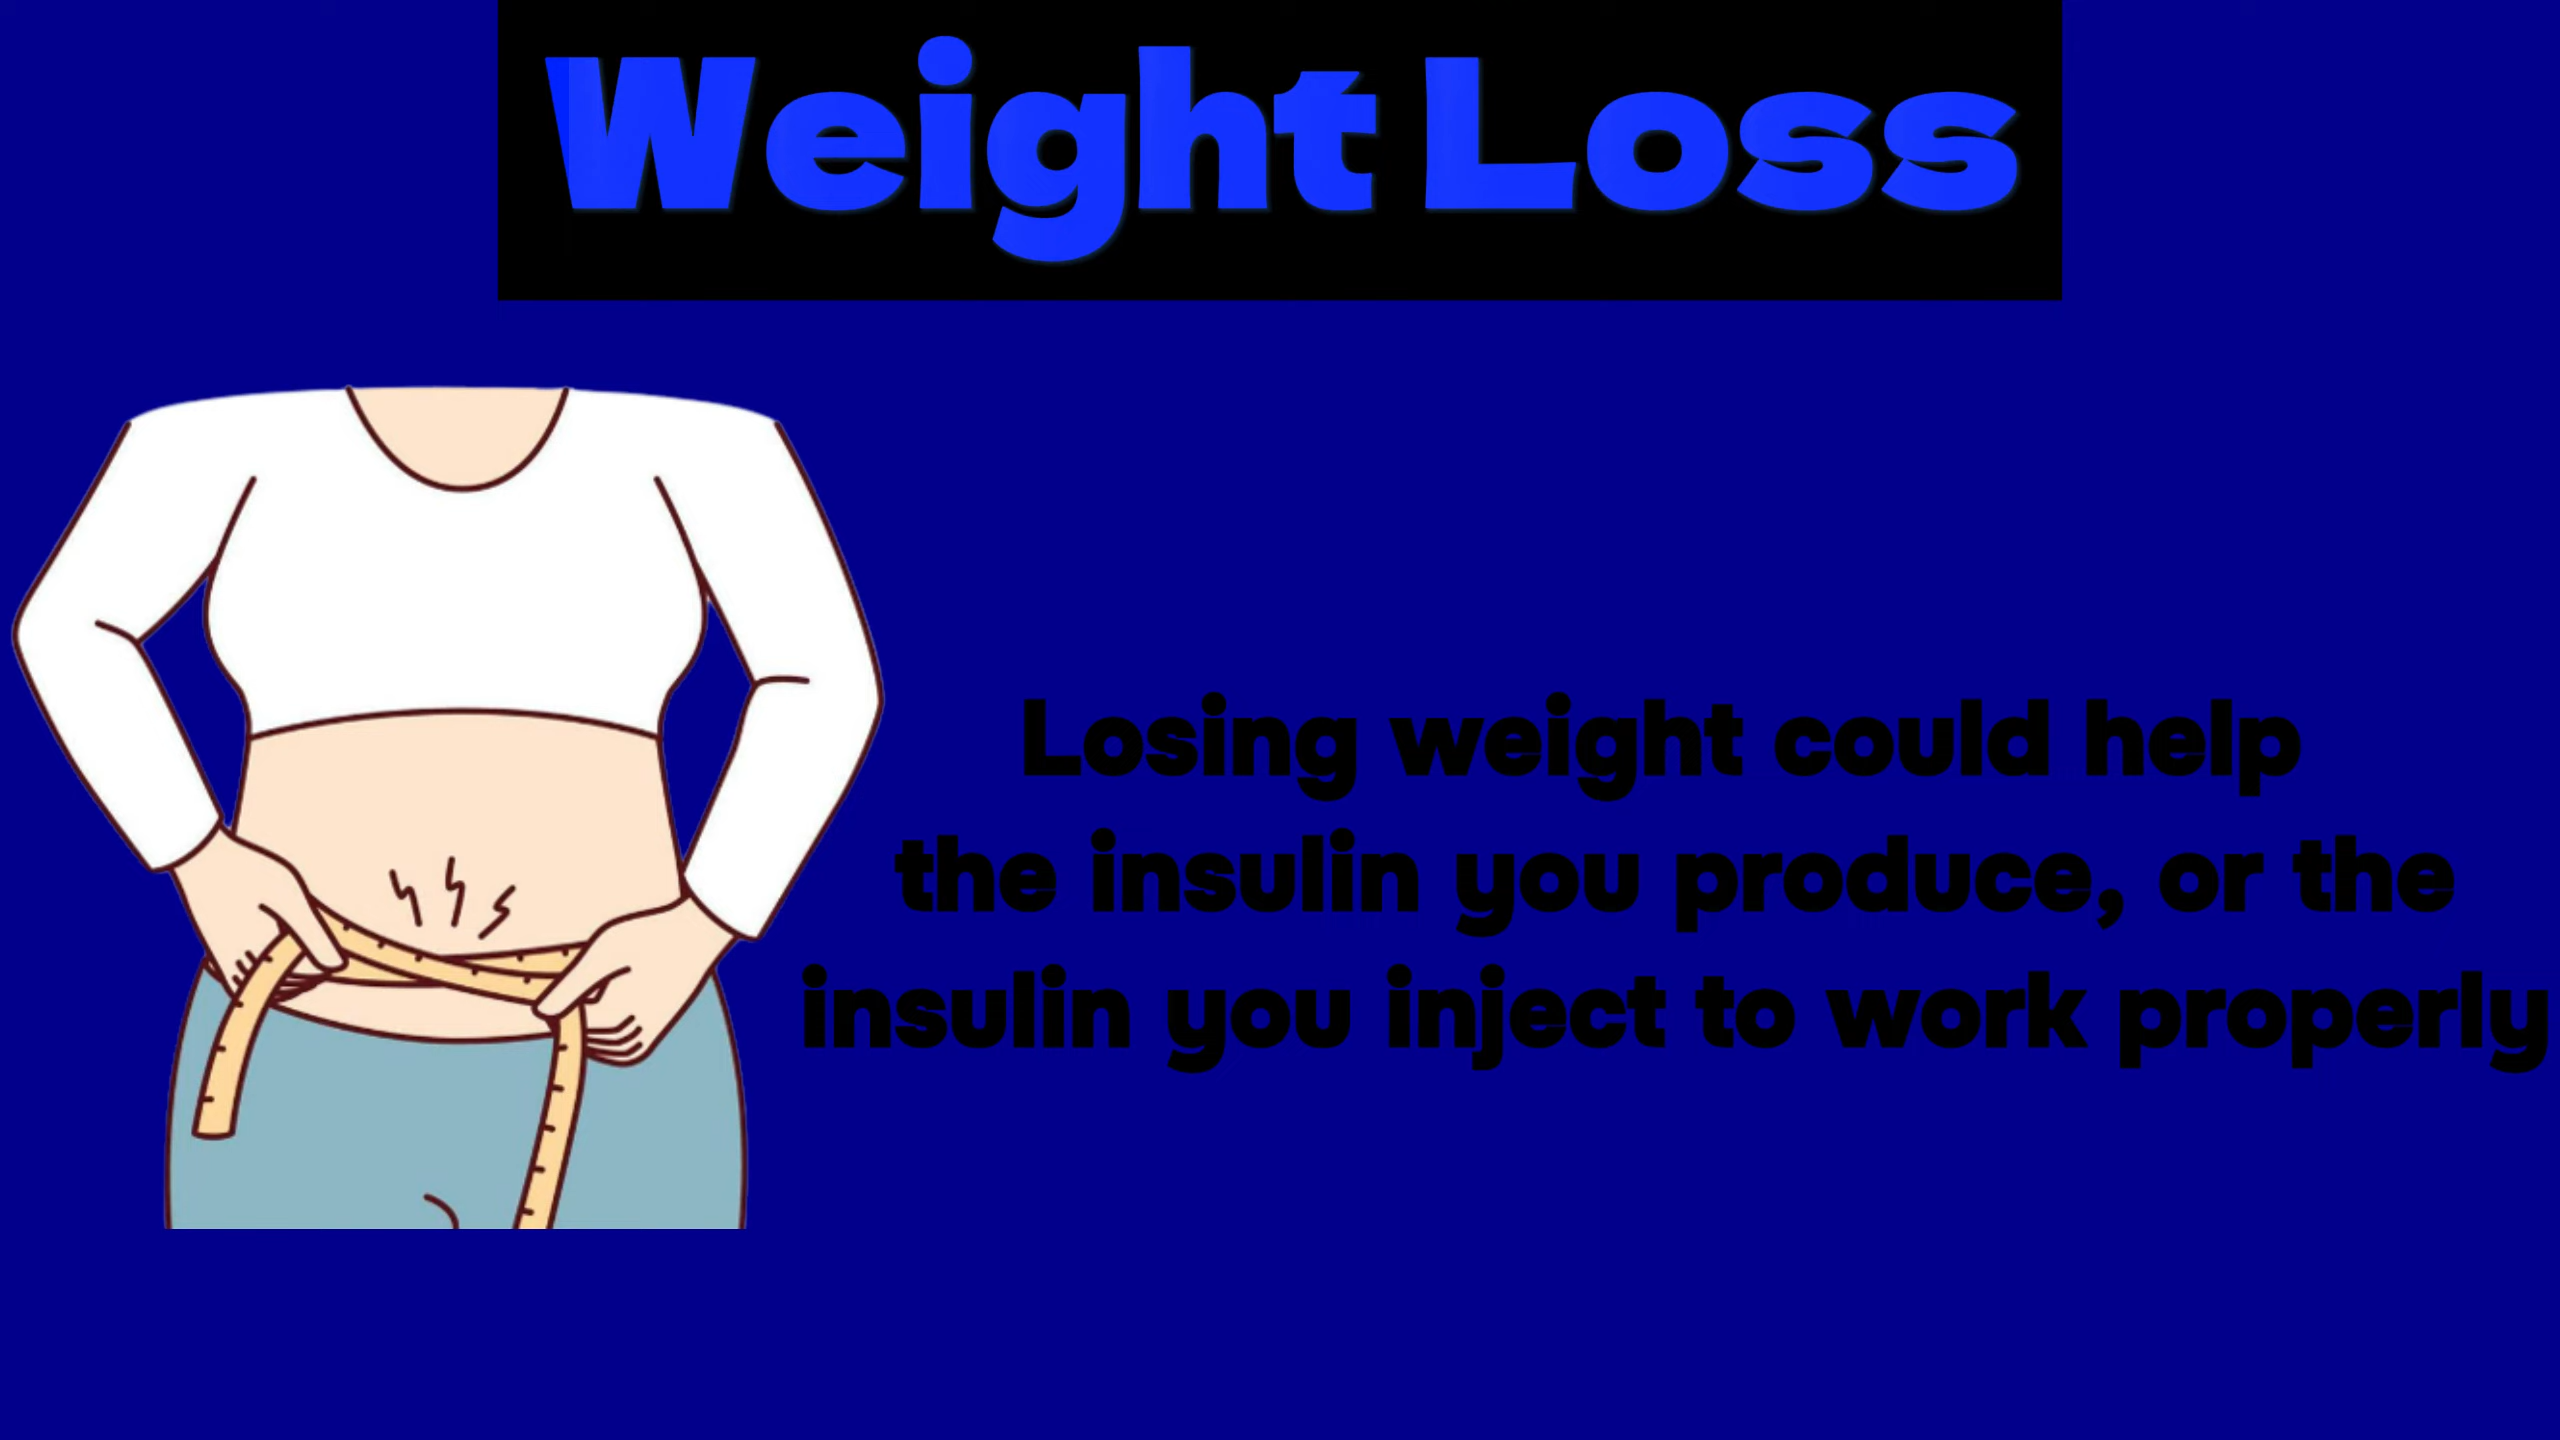 Weight Loss
Losing weight could help
the insulin you produce, or the
insulin you inject to work properly